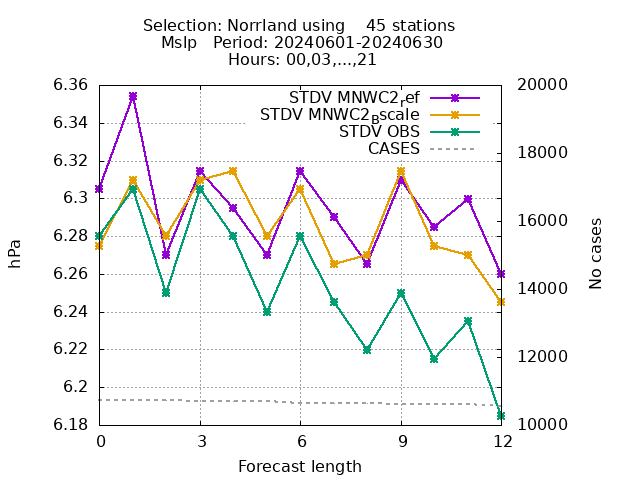 Selection: Norrland using    45 stations
Mslp   Period: 20240601-20240630
Hours: 00,03,...,21
STDV MNWC2_ref
STDV MNWC2_Bscale
STDV OBS
CASES
6.36
6.34
6.32
6.3
6.28
6.26
6.24
6.22
6.2
6.18
hPa
20000
18000
16000
14000
12000
10000
No cases
0 3 6 9 12
Forecast length